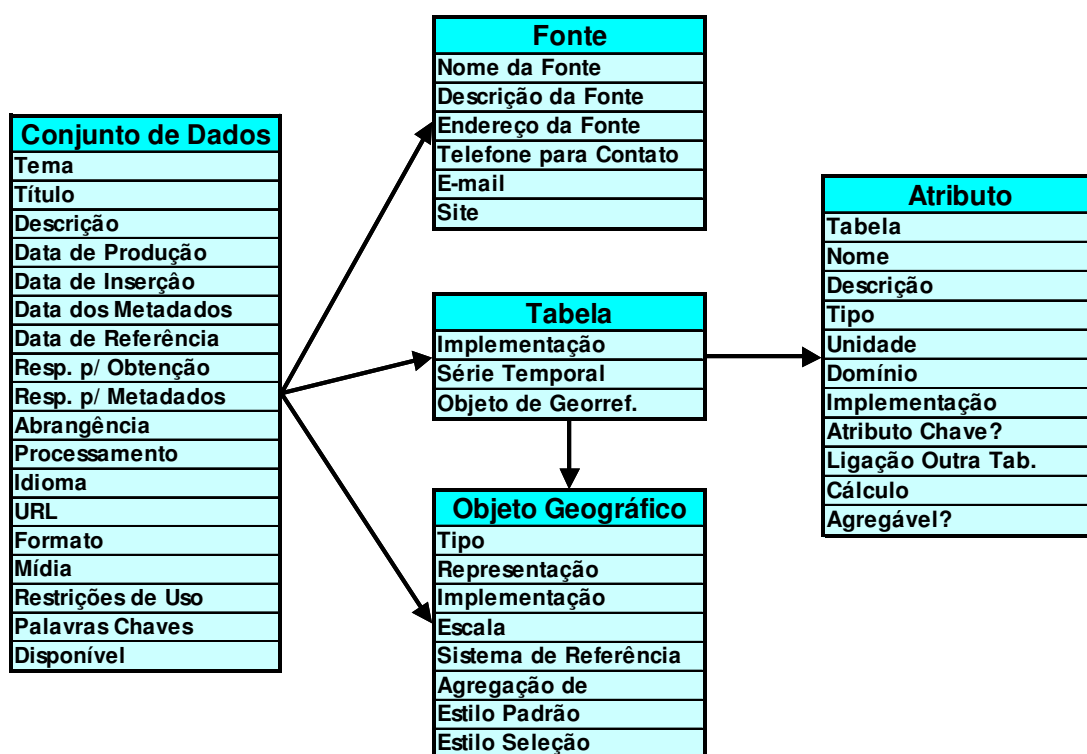 Conjunto de Dados
Tema
Título
Descrição
Data de Produção
Data de Inserçâo
Data dos Metadados
Data de Referência
Resp. p/ Obtenção
Resp. p/ Metadados
Abrangência
Processamento
Idioma
URL
Formato
Mídia
Restrições de Uso
Palavras Chaves
Disponível
Fonte
Nome da Fonte
Descrição da Fonte
Endereço da Fonte
Telefone para Contato
E-mail
Site
Tabela
Implementação
Série Temporal
Objeto de Georref.
Objeto Geográfico
Tipo
Representação
Implementação
Escala
Sistema de Referência
Agregação de
Estilo Padrão
Estilo Seleção
Atributo
Tabela
Nome
Descrição
Tipo
Unidade
Domínio
Implementação
Atributo Chave?
Ligação Outra Tab.
Cálculo
Agregável?